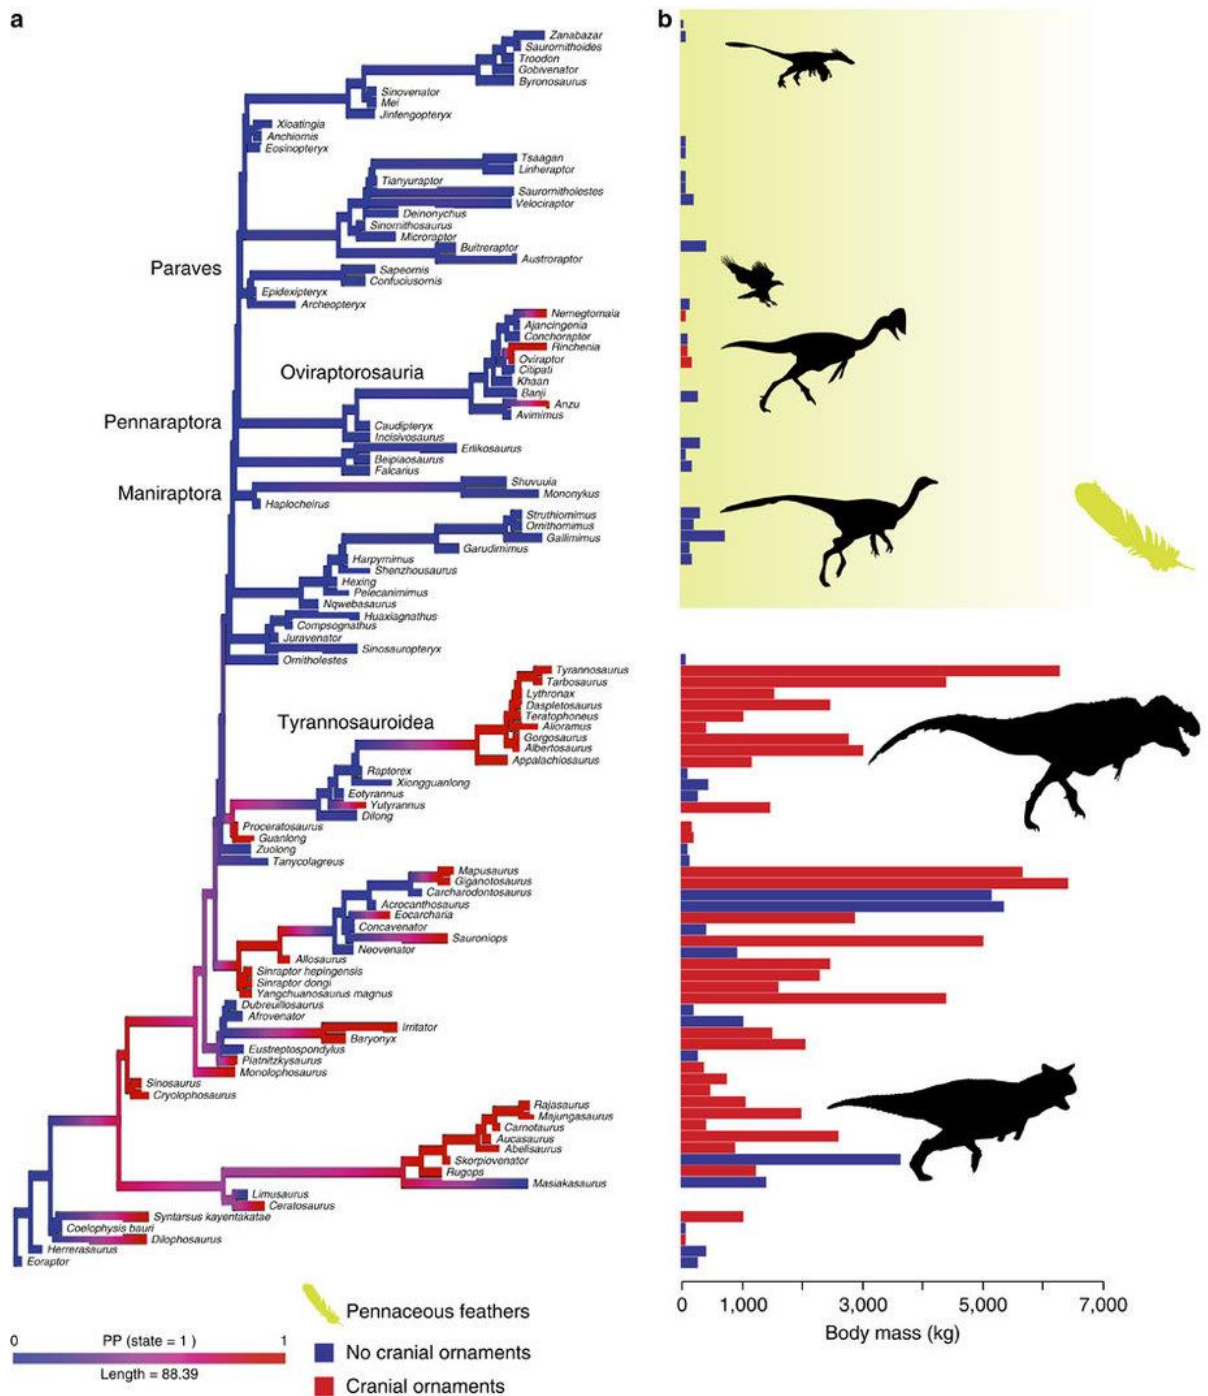 a
b
Zanabazar
Saurornithoides
Troodon
Gobivenator
Byronosaurus
Sinovenator
Mei
Jinfengopteryx
Xioatingia
Anchiornis
Eosinopteryx
Tsaagan
Linheraptor
Tianyuraptor
Saurornitholestes
Velociraptor
Deinonychus
Sinornithosaurus
Microraptor
Buitreraptor
Austroraptor
Paraves
Sapeornis
Confuciusornis
Epidexipteryx
Archeopteryx
Nemegtomaia
Ajancingenia
Conchoraptor
Rinchenia
Oviraptor
Oviraptorosauria
Citipati
Khaan
Banji
Anzu
Avimimus
Pennaraptora
Caudipteryx
Incisivosaurus
Erlikosaurus
Beipiaosaurus
Falcarius
Maniraptora
Shuvuuia
Mononykus
Haplocheirus
Struthiomimus
Ornithomimus
Gallimimus
Garudimimus
Harpymimus
Shenzhousaurus
Hexing
Pelecanimimus
Nqwebasaurus
Huaxiagnathus
Compsognathus
Juravenator
Sinosauropteryx
Ornitholestes
Tyrannosaurus
Tarbosaurus
Lythronax
Daspletosaurus
Teratophoneus
Tyrannosauroidea
Alioramus
Gorgosaurus
Albertosaurus
Appalachiosaurus
Raptorex
Xiongguanlong
Eotyrannus
Yutyrannus
Dilong
Proceratosaurus
Guanlong
Zuolong
Tanycolagreus
Mapusaurus
Giganotosaurus
Carcharodontosaurus
Acrocanthosaurus
Eocarcharia
Concavenator
Sauroniops
Neovenator
Allosaurus
Sinraptor hepingensis
Sinraptor dongi
Yangchuanosaurus magnus
Dubreuillosaurus
Afrovenator
Irritator
Baryonyx
Eustreptospondylus
Piatnitzkysaurus
Monolophosaurus
Sinosaurus
Cryolophosaurus
Rajasaurus
Majungasaurus
Carnotaurus
Aucasaurus
Abelisaurus
Skorpiovenator
Rugops
Masiakasaurus
Limusaurus
Ceratosaurus
Syntarsus kayentakatae
Coelophysis bauri
Dilophosaurus
Herrerasaurus
Eoraptor
0 1,000 3,000 5,000 7,000
Body mass (kg)
Pennaceous feathers
No cranial ornaments
Cranial ornaments
0 PP (state = 1 ) 1
Length = 88.39